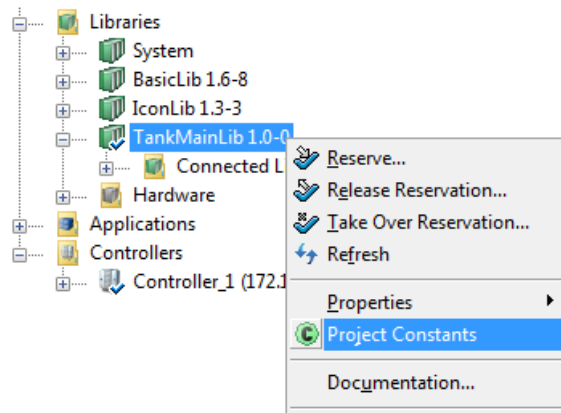 Libraries
System
BasicLib 1.6-8
IconLib 1.3-3
TankMainLib 1.0-0
Connected L
Hardware
Applications
Controllers
Controller_1 (172.1
Reserve...
Release Reservation...
Take Over Reservation...
Refresh
Properties
C Project Constants
Documentation...